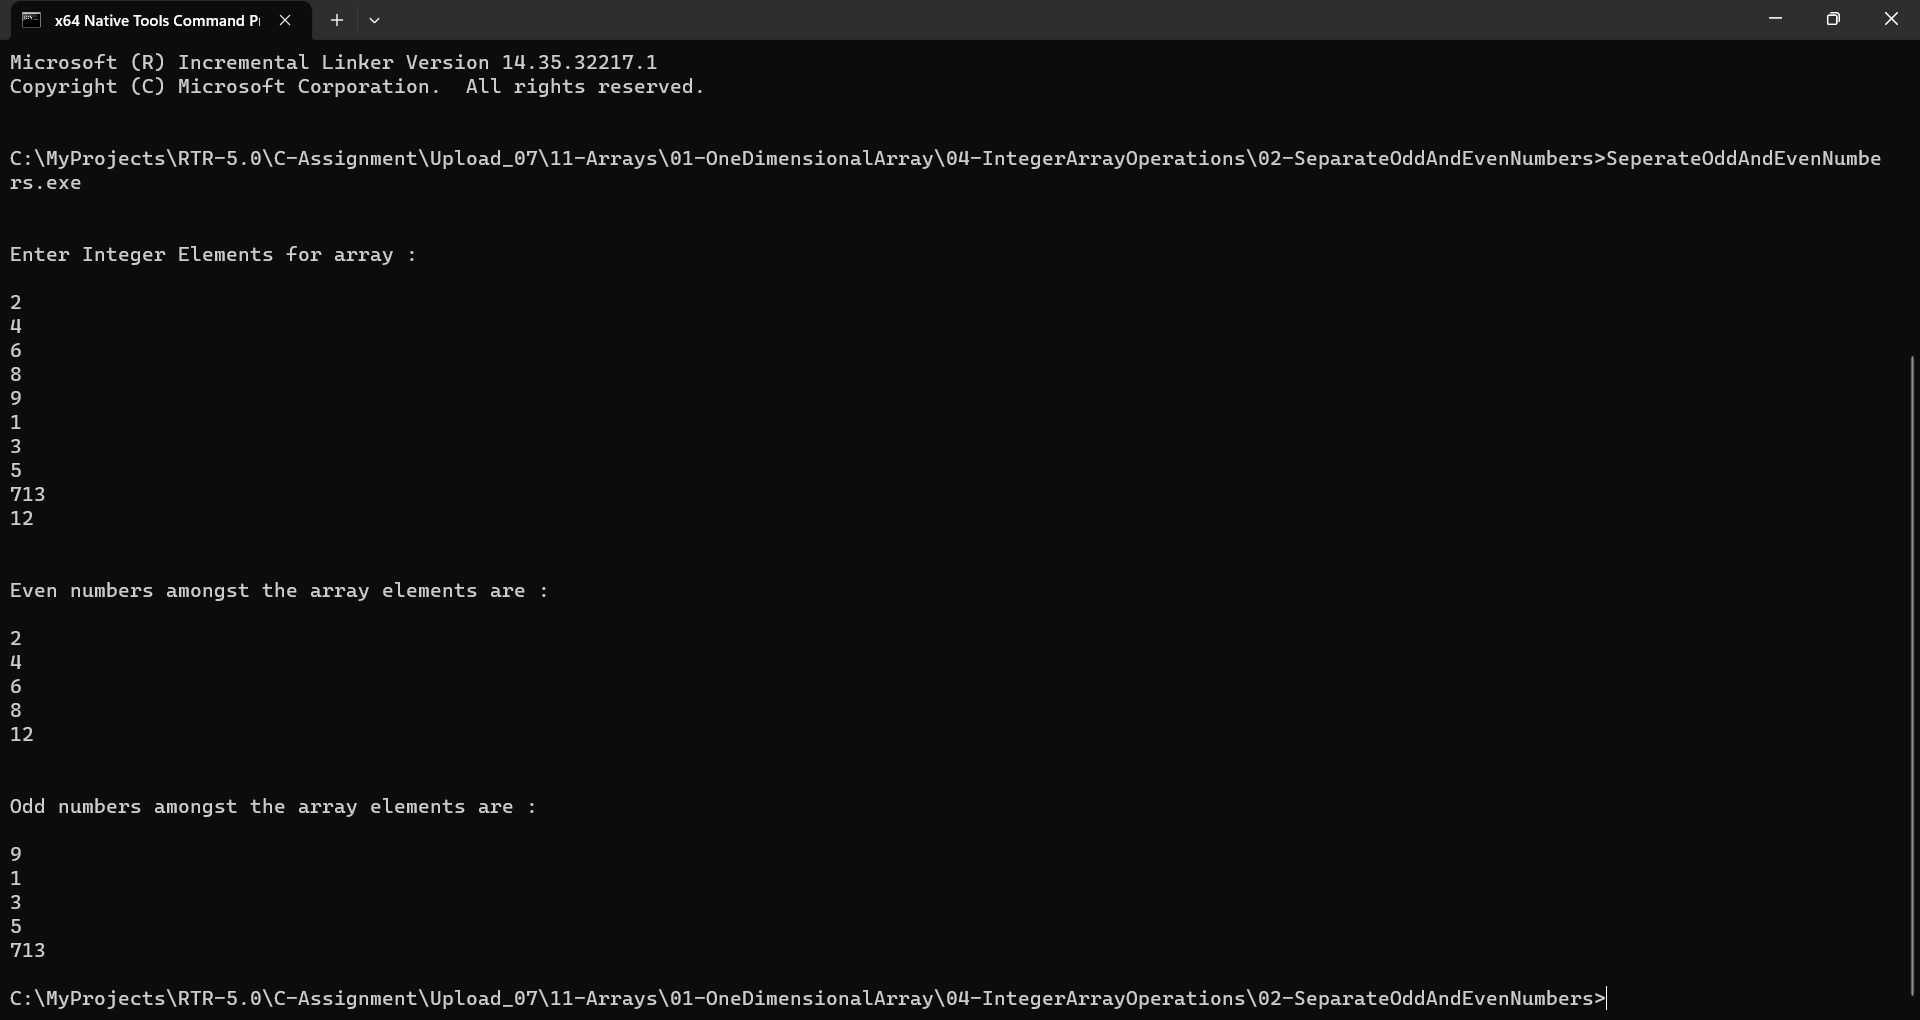 x64 Native Tools Command P
Microsoft (R) Incremental Linker Version 14.35.32217.1
Copyright (C) Microsoft Corporation.  All rights reserved.
C:\MyProjects\RTR-5.0\C-Assignment\Upload_07\11-Arrays\01-OneDimensionalArray\04-IntegerArrayOperations\02-SeparateOddAndEvenNumbers>SeperateOddAndEvenNumbe
rs.exe
Enter Integer Elements for array :
2
4
6
8
9
1
3
5
713
12
Even numbers amongst the array elements are :
2
4
6
8
12
Odd numbers amongst the array elements are :
9
1
3
5
713
C:\MyProjects\RTR-5.0\C-Assignment\Upload_07\11-Arrays\01-OneDimensionalArray\04-IntegerArrayOperations\02-SeparateOddAndEvenNumbers>